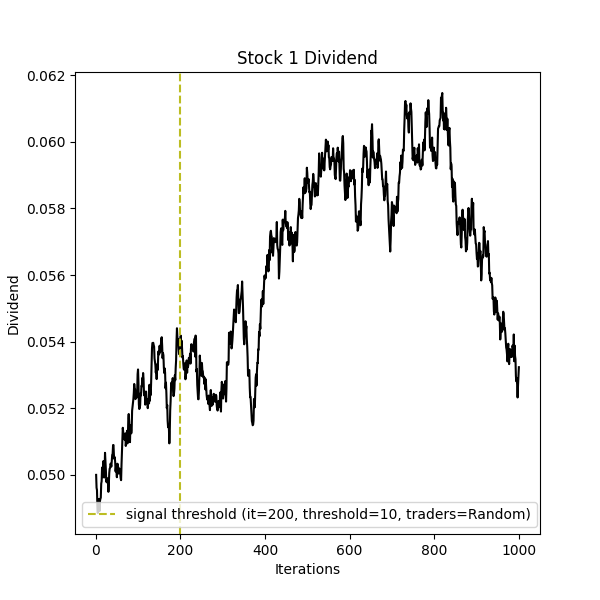 Stock 1 Dividend
0.062
0.060
0.058
0.056
0.054
0.052
0.050
Dividend
signal threshold (it=200, threshold=10, traders=Random)
0 200 400 600 800 1000
Iterations